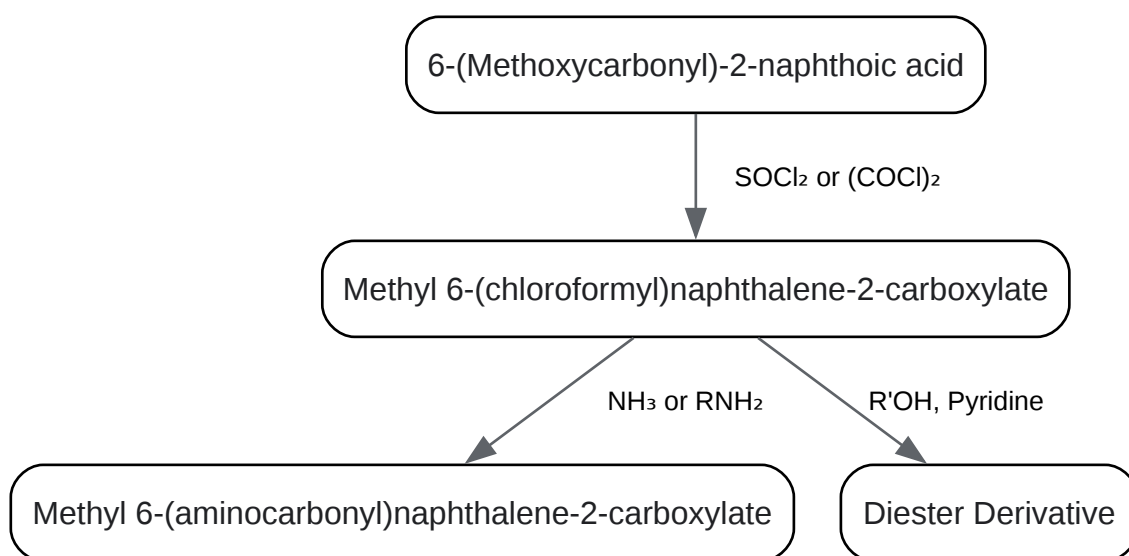 6-(Methoxycarbonyl)-2-naphthoic acid
SOCl₂ or (COCl)₂
Methyl 6-(chloroformyl)naphthalene-2-carboxylate
NH₃ or RNH₂
R'OH, Pyridine
Methyl 6-(aminocarbonyl)naphthalene-2-carboxylate
Diester Derivative